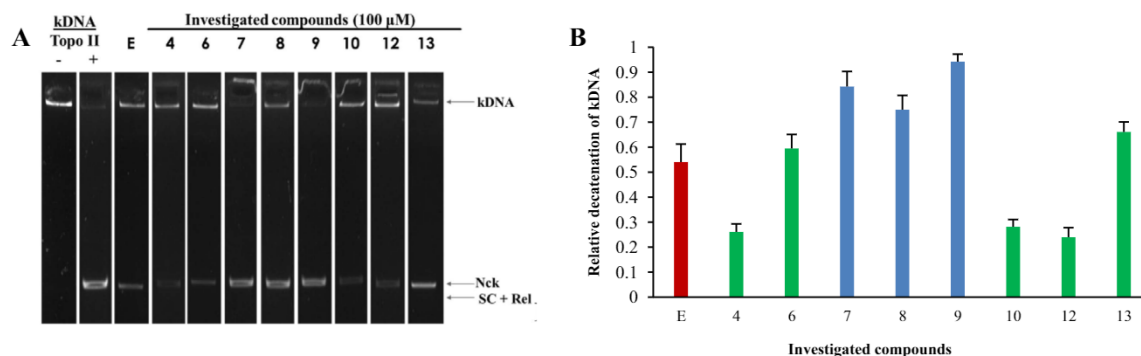 A
kDNA
Topo II
- +
Investigated compounds (100 μM)
E 4 6 7 8 9 10 12 13
kDNA
Nck
SC + Rel .
B
Relative decatenation of kDNA
1
0.9
0.8
0.7
0.6
0.5
0.4
0.3
0.2
0.1
0
E 4 6 7 8 9 10 12 13
Investigated compounds